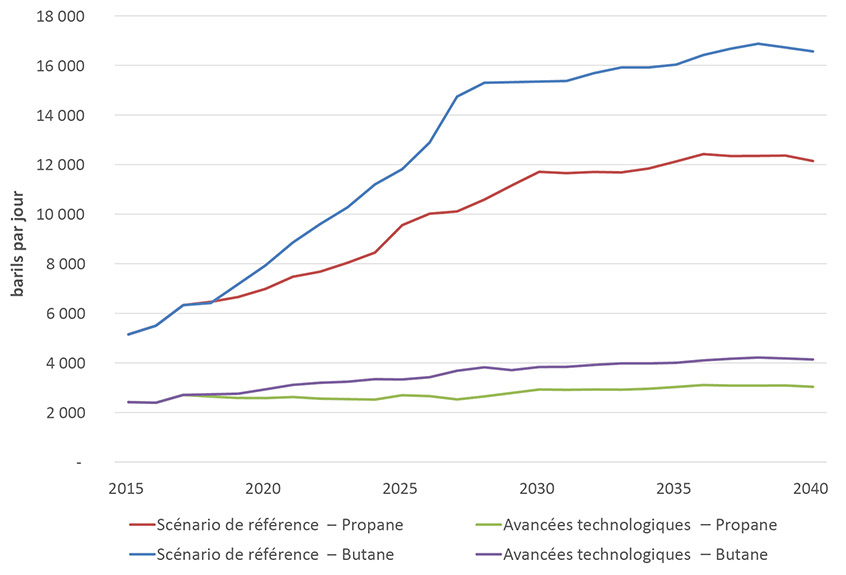 18 000
16 000
14 000
12 000
10 000
8 000
6 000
4 000
2 000
-
barils par jour
2015 2020 2025 2030 2035 2040
Scénario de référence – Propane
Avancées technologiques – Propane
Scénario de référence – Butane
Avancées technologiques – Butane